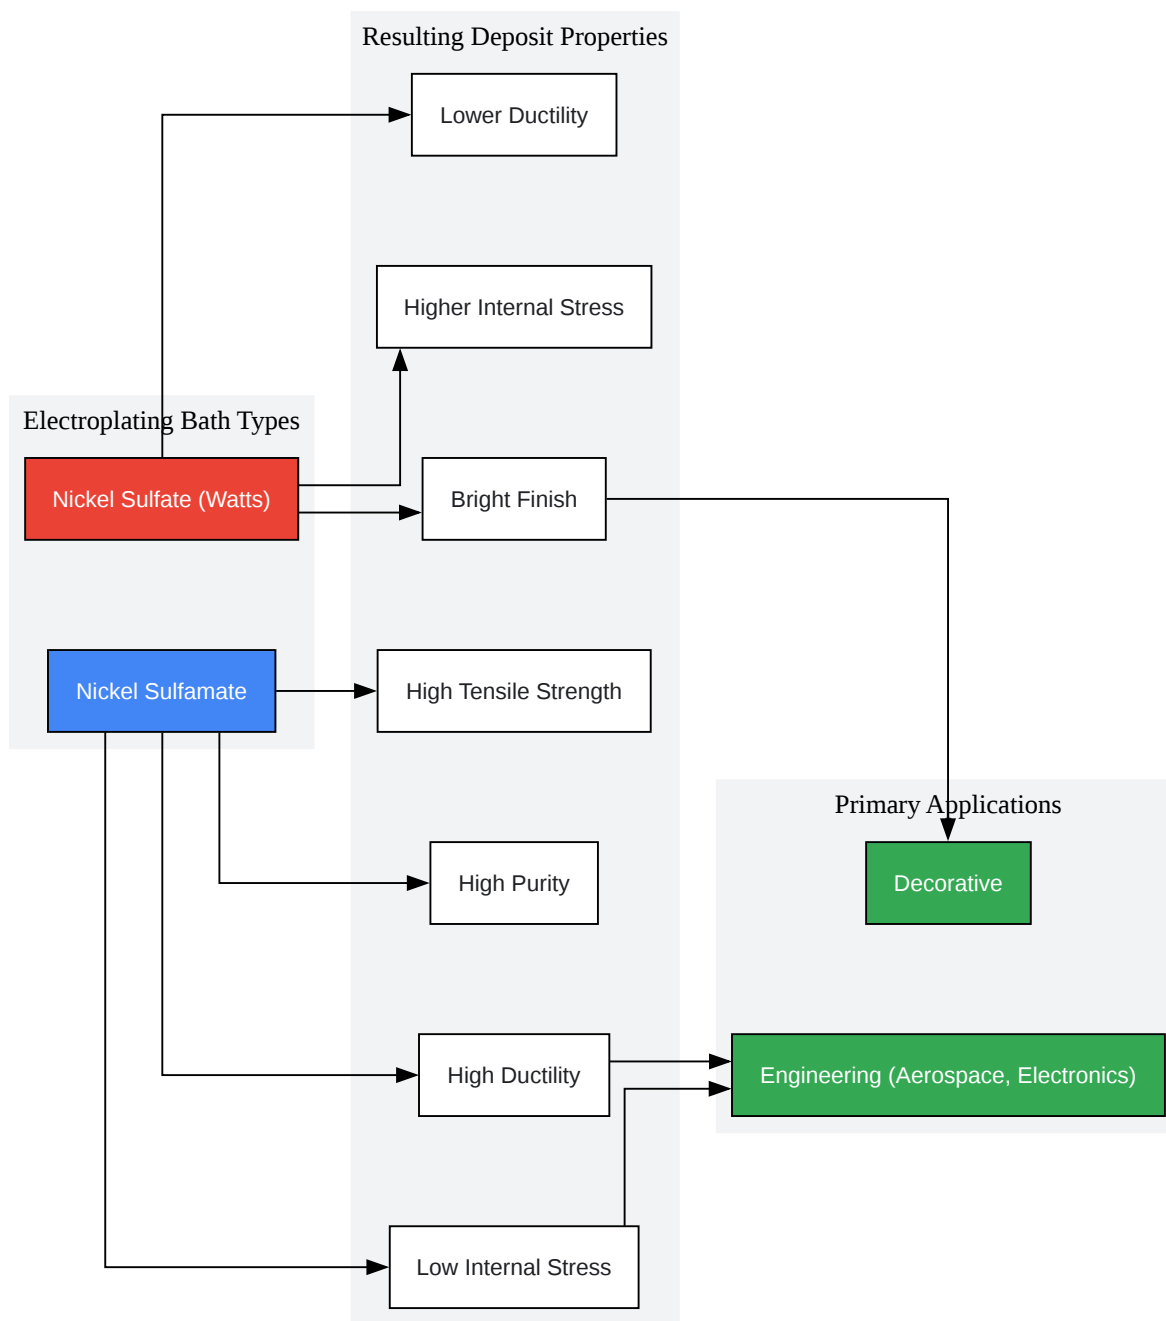 Resulting Deposit Properties
Lower Ductility
Higher Internal Stress
Electroplating Bath Types
Nickel Sulfate (Watts)
Bright Finish
Nickel Sulfamate
High Tensile Strength
Primary Applications
High Purity
Decorative
High Ductility
Engineering (Aerospace, Electronics)
Low Internal Stress